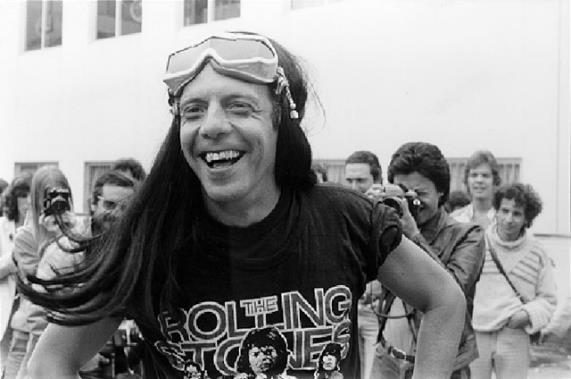 THE
ROLLING
STONES